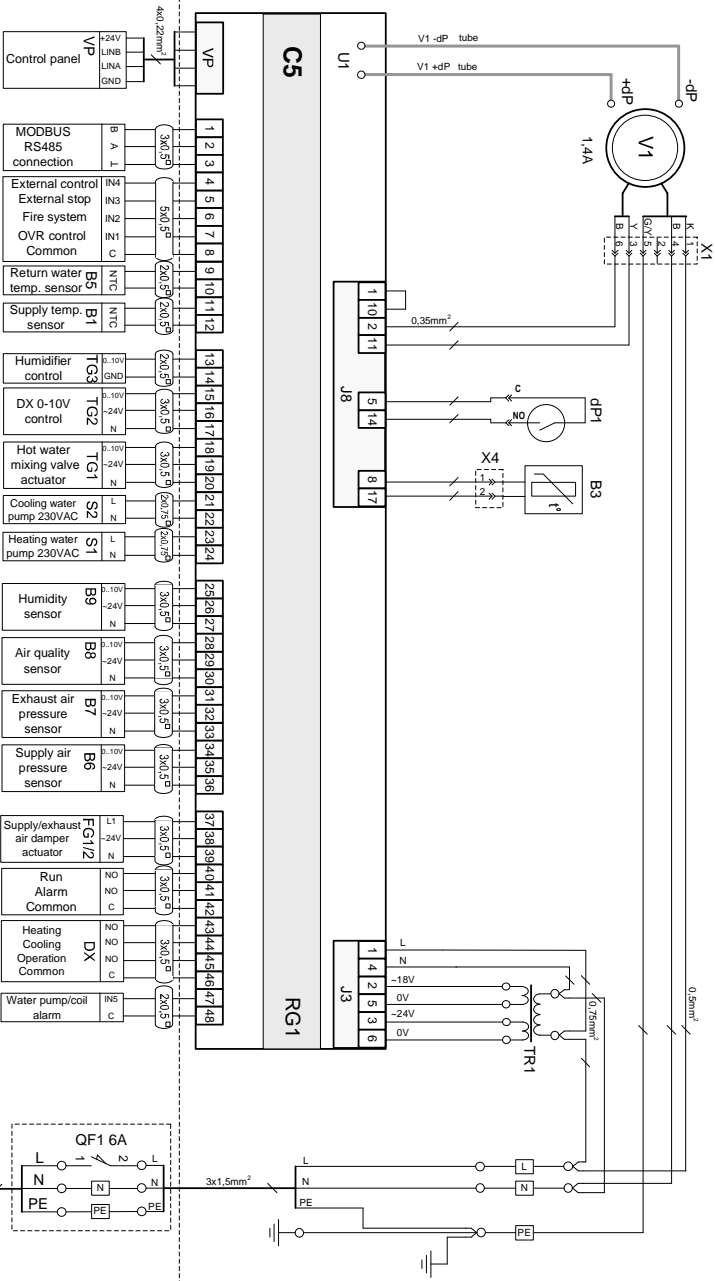 4x0,22mm²
Control panel
VP
+24V
LINB
LINA
GND
VP
MODBUS
RS485
connection
B
A
⊥
3x0,5
1
2
3
External control
External stop
Fire system
OVR control
Common
IN4
IN3
IN2
IN1
C
5x0,5
4
5
6
7
8
Return water
temp. sensor
B5
NTC
2x0,5
9
10
Supply temp.
sensor
B1
NTC
2x0,5
11
12
Humidifier
control
TG3
0..10V
GND
2x0,5
13
14
DX 0-10V
control
TG2
0..10V
~24V
N
3x0,5
15
16
17
Hot water
mixing valve
actuator
TG1
0..10V
~24V
N
3x0,5
18
19
20
Cooling water
pump 230VAC
S2
L
N
2x0,75
21
22
Heating water
pump 230VAC
S1
L
N
2x0,75
23
24
Humidity
sensor
B9
0..10V
~24V
N
3x0,5
25
26
27
Air quality
sensor
B8
0..10V
~24V
N
3x0,5
28
29
30
Exhaust air
pressure
sensor
B7
0..10V
~24V
N
3x0,5
31
32
33
Supply air
pressure
sensor
B6
0..10V
~24V
N
3x0,5
34
35
36
Supply/exhaust
air damper
actuator
FG1/2
L1
~24V
N
3x0,5
37
38
39
Run
Alarm
Common
NO
NO
C
3x0,5
40
41
42
Heating
Cooling
Operation
Common
DX
NO
NO
NO
C
3x0,5
43
44
45
46
Water pump/coil
alarm
IN5
C
2x0,5
47
48
C5
RG1
U1
V1 -dP tube
V1 +dP tube
-dP
+dP
V1
1,4A
B
Y
G/Y
B
K
6
3
5
2
4
1
X1
1
10
2
11
0,35mm²
J8
5
14
C
NO
dP1
8
17
X4
1
2
B3
t°
0,5mm²
J3
1
4
2
5
3
6
L
N
~18V
0V
~24V
0V
TR1
0,75mm²
QF1 6A
L
1
2
L
N
N
N
PE
PE
PE
3x1,5mm²
L
N
PE
L
N
PE